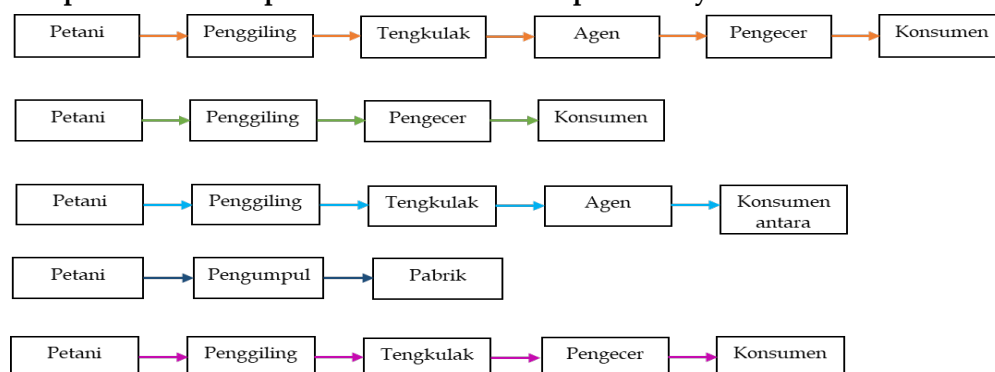 Petani Penggiling Tengkulak Agen Pengecer Konsumen
Petani Penggiling Pengecer Konsumen
Petani Penggiling Tengkulak Agen Konsumen
antara
Petani Pengumpul Pabrik
Petani Penggiling Tengkulak Pengecer Konsumen